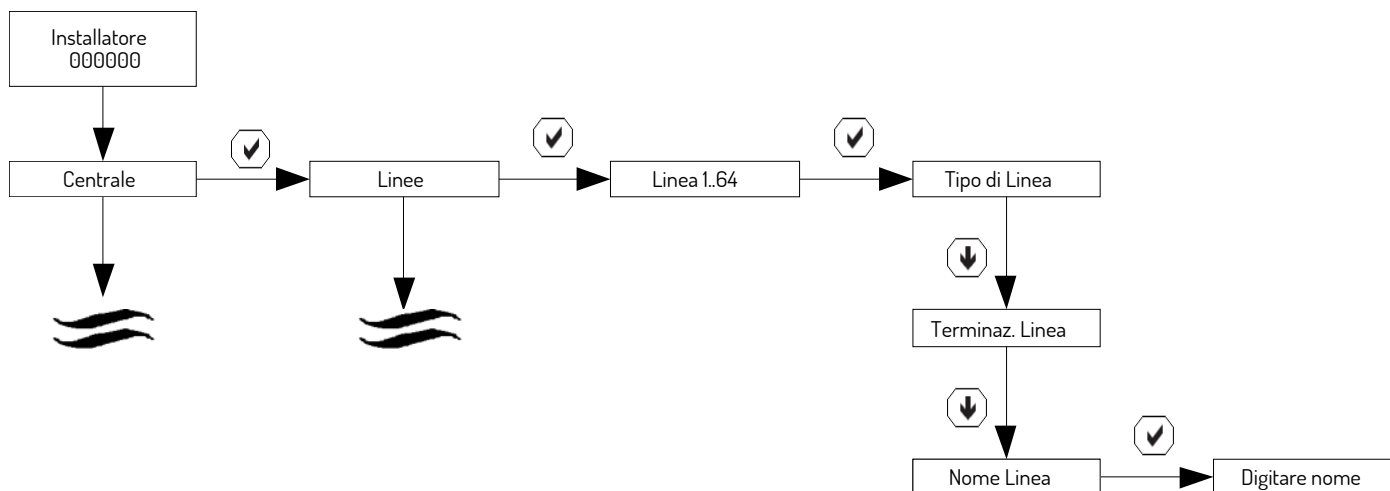 Installatore
000000
Centrale
Linee
Linea 1..64
Tipo di Linea
Terminaz. Linea
Nome Linea
Digitare nome